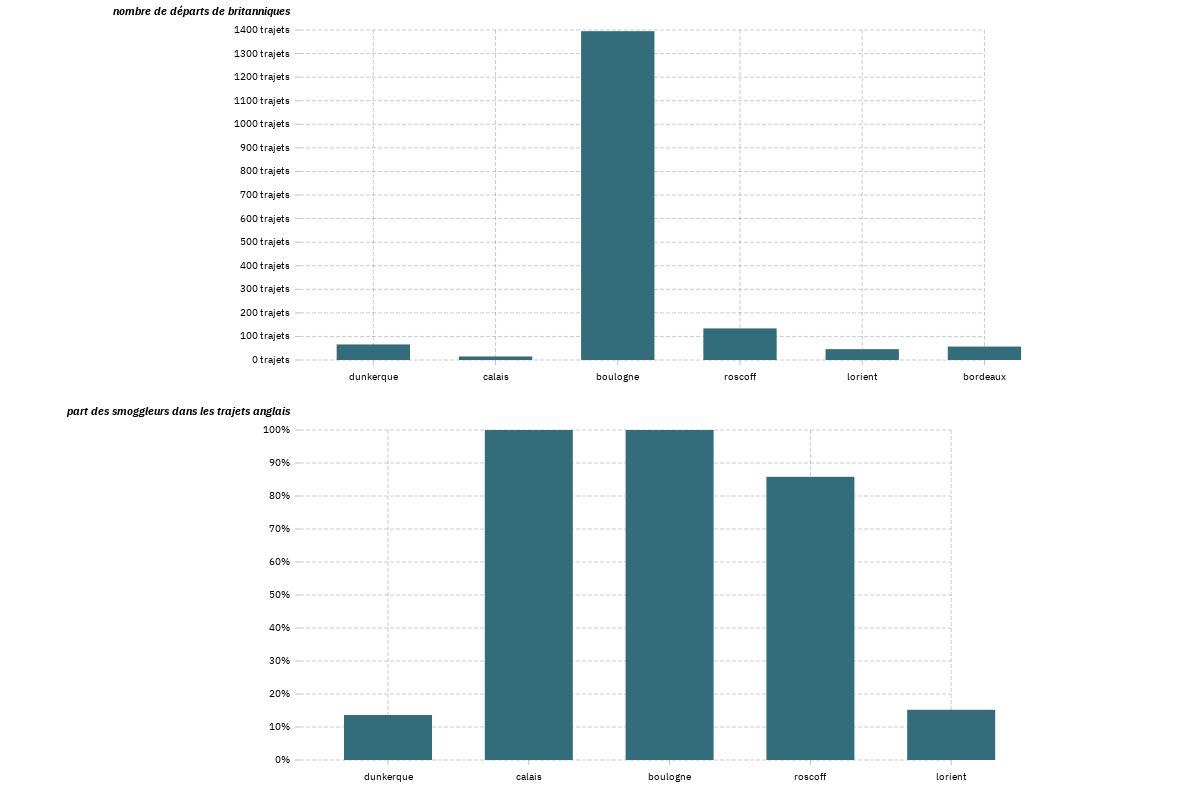 nombre de départs de britanniques
1400 trajets
1300 trajets
1200 trajets
1100 trajets
1000 trajets
900 trajets
800 trajets
700 trajets
600 trajets
500 trajets
400 trajets
300 trajets
200 trajets
100 trajets
0 trajets
dunkerque calais boulogne roscoff lorient bordeaux
part des smoggleurs dans les trajets anglais
100%
90%
80%
70%
60%
50%
40%
30%
20%
10%
0%
dunkerque calais boulogne roscoff lorient